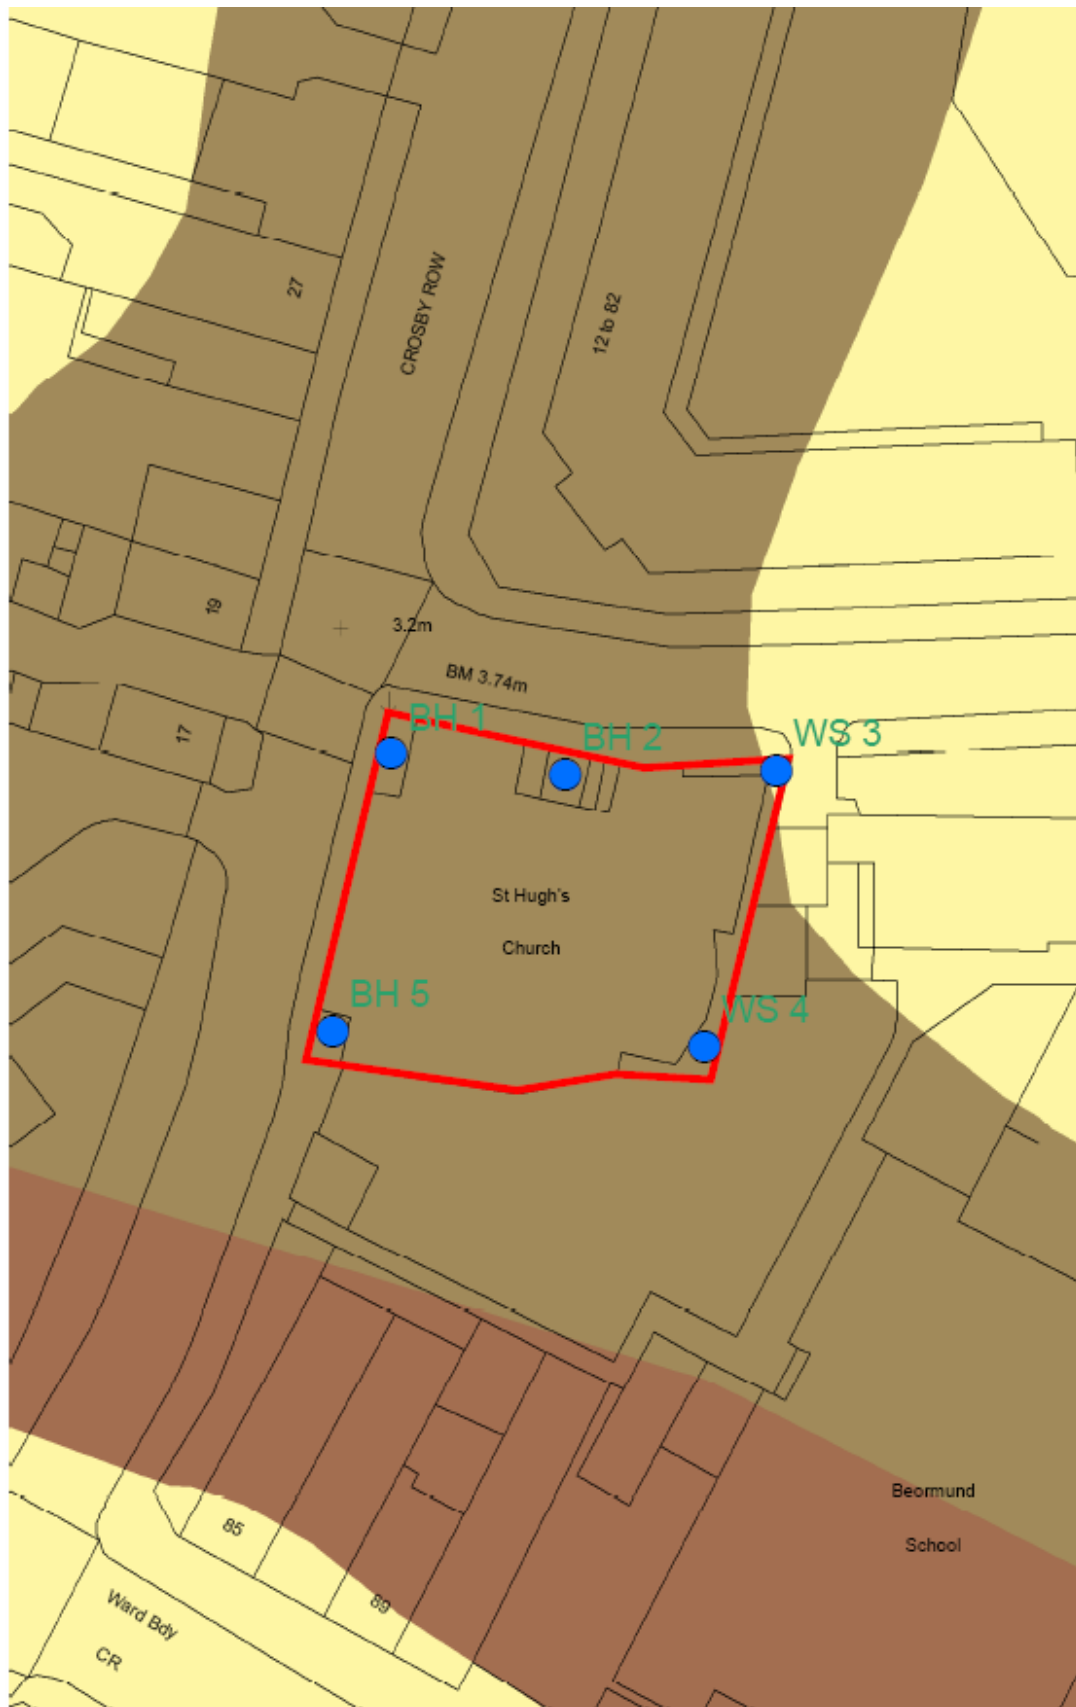 27
CROSBY ROW
12 to 82
19
3.2m
BM 3.74m
17
BH 1
BH 2
WS 3
St Hugh's
Church
BH 5
WS 4
Beormund
School
85
89
Ward Bdy
CR